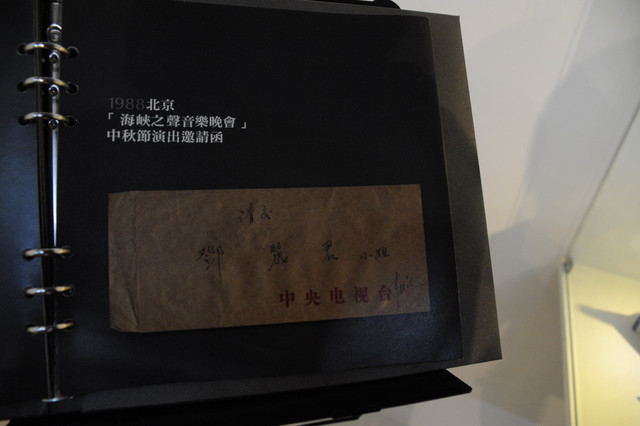 1988北京
「海峽之聲音樂晚會」
中秋節演出邀請函
請交
鄧麗君 小姐
中央电视台